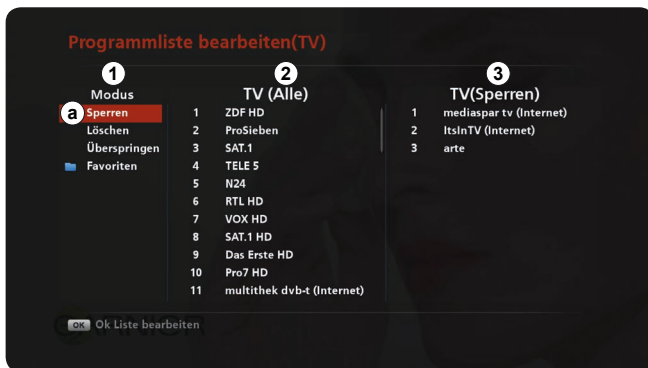 Programmliste bearbeiten(TV)
1
2
3
Modus
TV (Alle)
TV(Sperren)
a
Sperren
1 ZDF HD
1 mediaspar tv (Internet)
Löschen
2 ProSieben
2 ItsInTV (Internet)
Überspringen
3 SAT.1
3 arte
Favoriten
4 TELE 5
5 N24
6 RTL HD
7 VOX HD
8 SAT.1 HD
9 Das Erste HD
10 Pro7 HD
11 multithek dvb-t (Internet)
OK Ok Liste bearbeiten